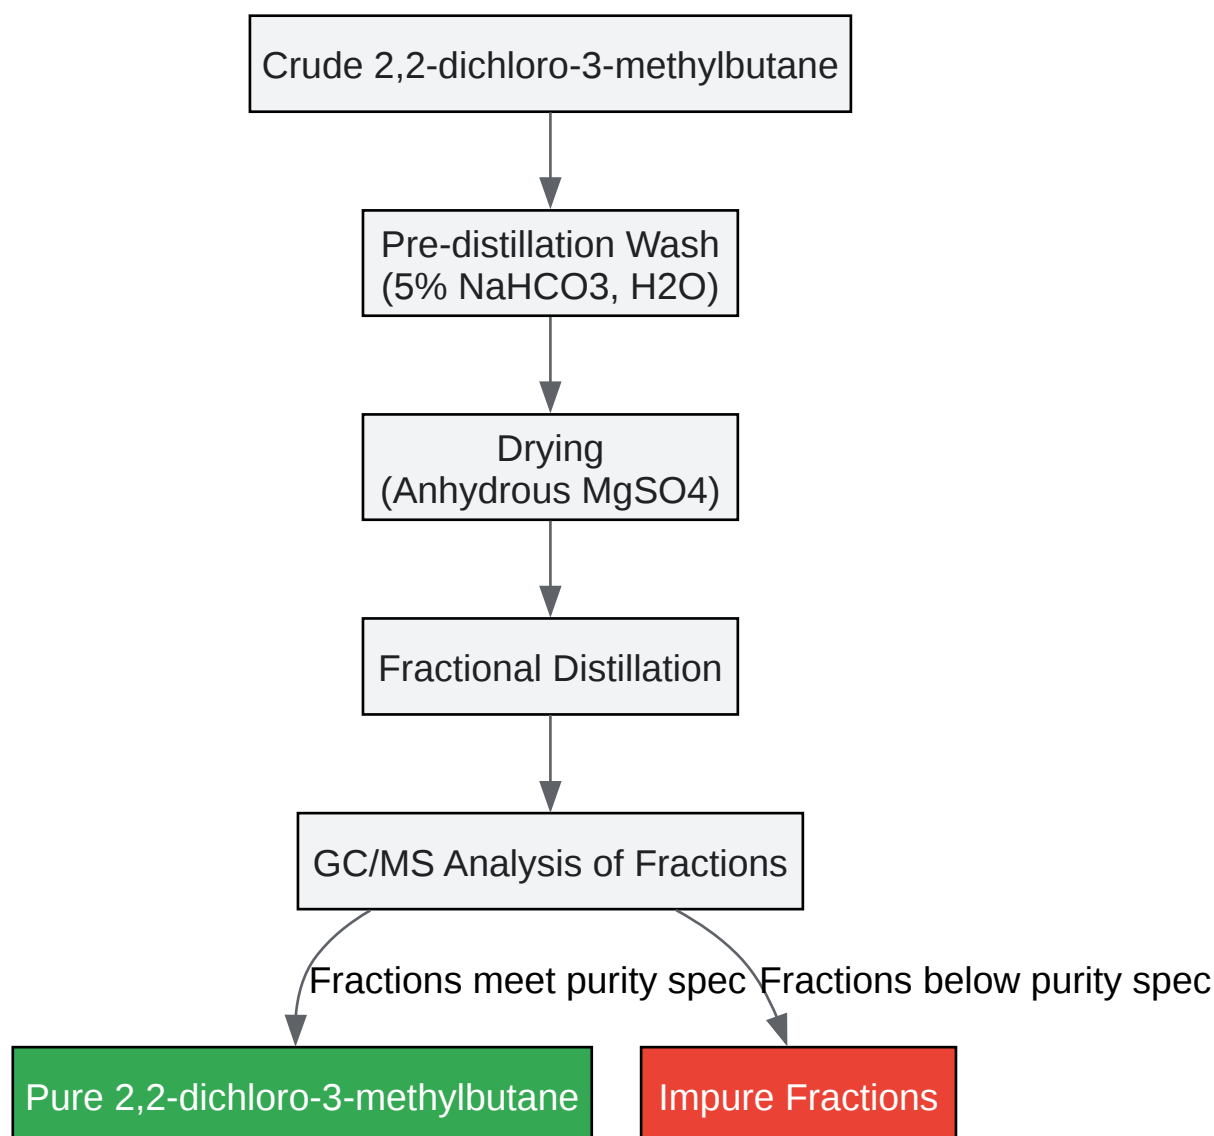 Crude 2,2-dichloro-3-methylbutane
Pre-distillation Wash
(5% NaHCO3, H2O)
Drying
(Anhydrous MgSO4)
Fractional Distillation
GC/MS Analysis of Fractions
Fractions meet purity spec
Fractions below purity spec
Pure 2,2-dichloro-3-methylbutane
Impure Fractions